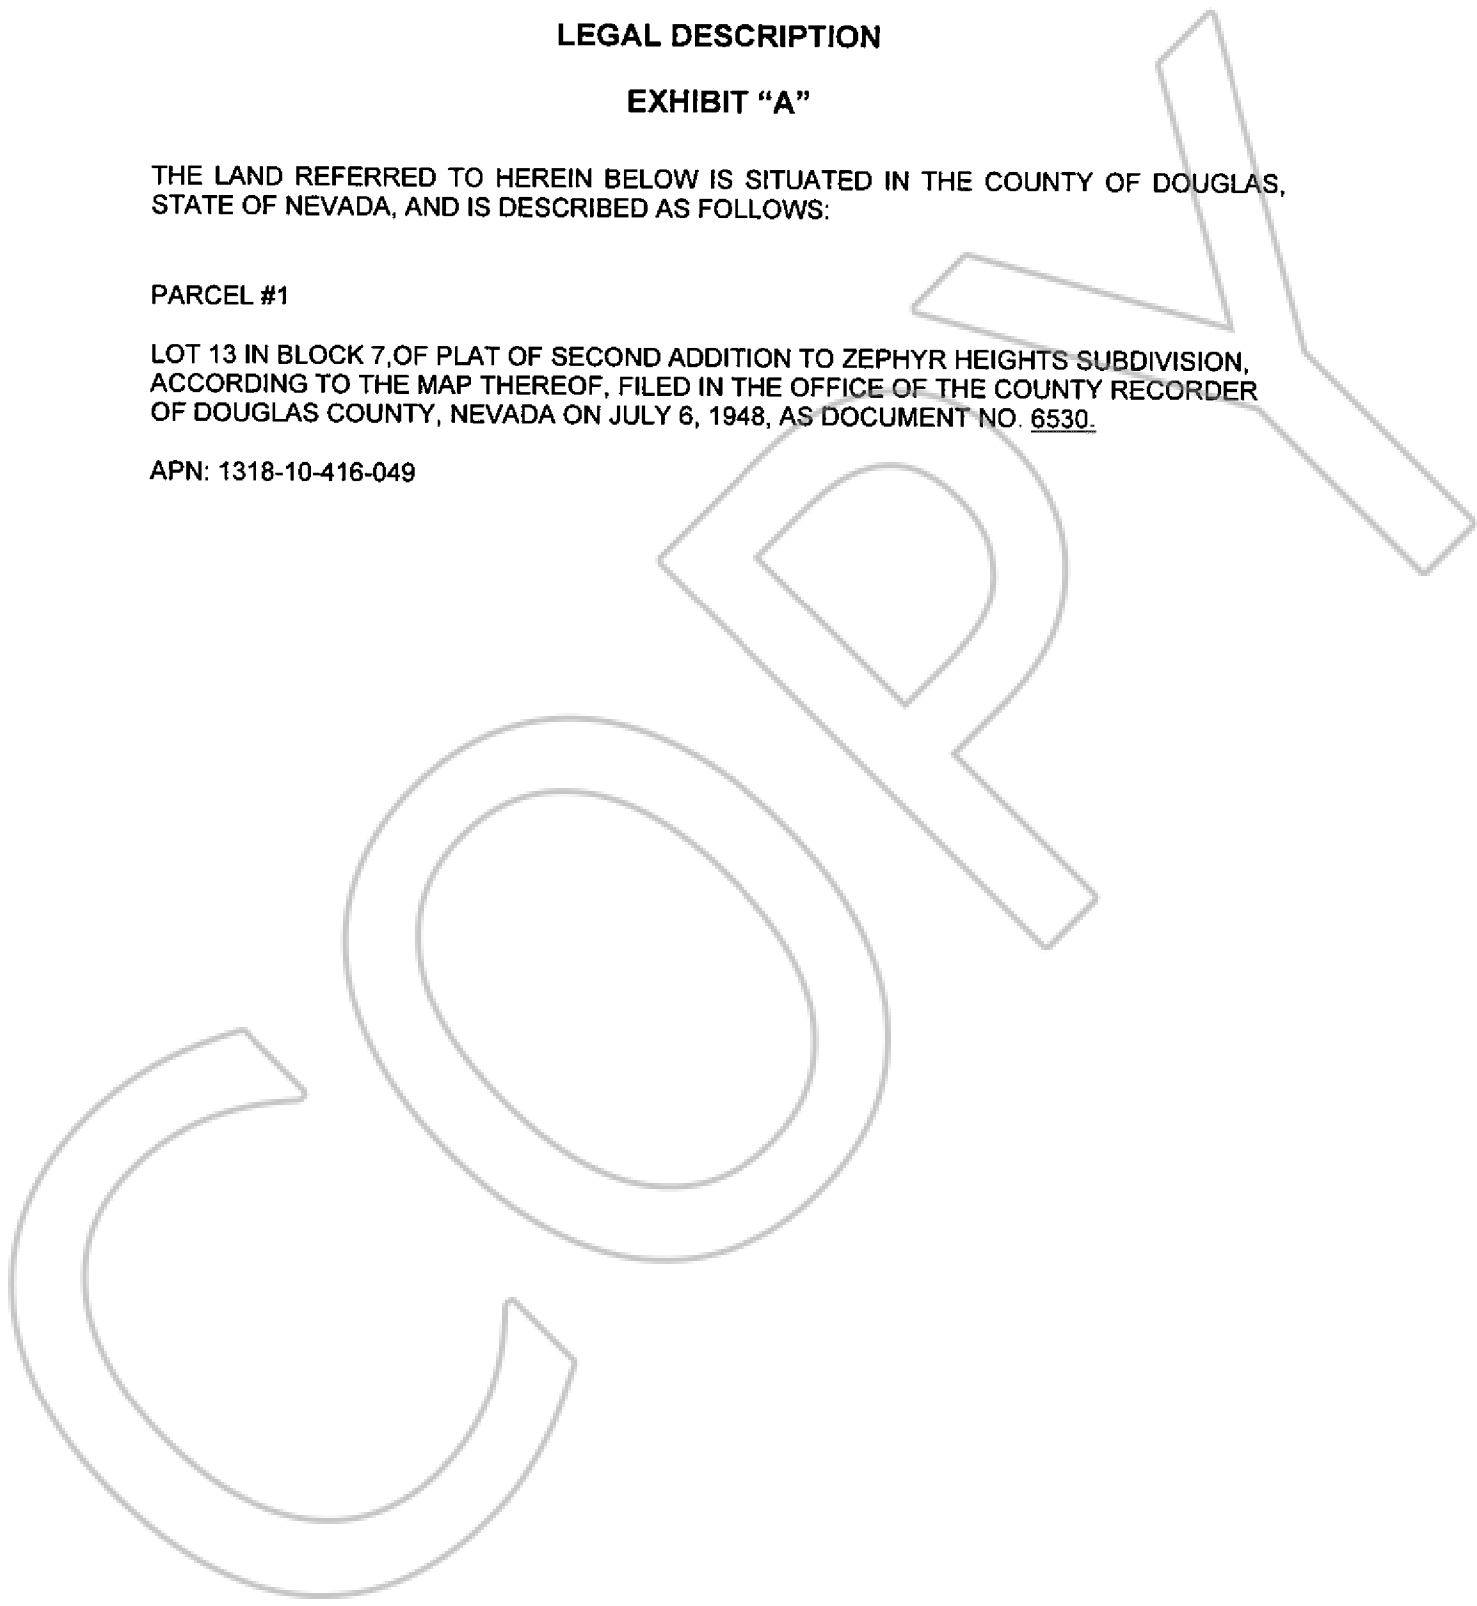 LEGAL DESCRIPTION
EXHIBIT “A”
THE LAND REFERRED TO HEREIN BELOW IS SITUATED IN THE COUNTY OF DOUGLAS,
STATE OF NEVADA, AND IS DESCRIBED AS FOLLOWS:
PARCEL #1
LOT 13 IN BLOCK 7,OF PLAT OF SECOND ADDITION TO ZEPHYR HEIGHTS SUBDIVISION,
ACCORDING TO THE MAP THEREOF, FILED IN THE OFFICE OF THE COUNTY RECORDER
OF DOUGLAS COUNTY, NEVADA ON JULY 6, 1948, AS DOCUMENT NO. 6530.
APN: 1318-10-416-049
COPY